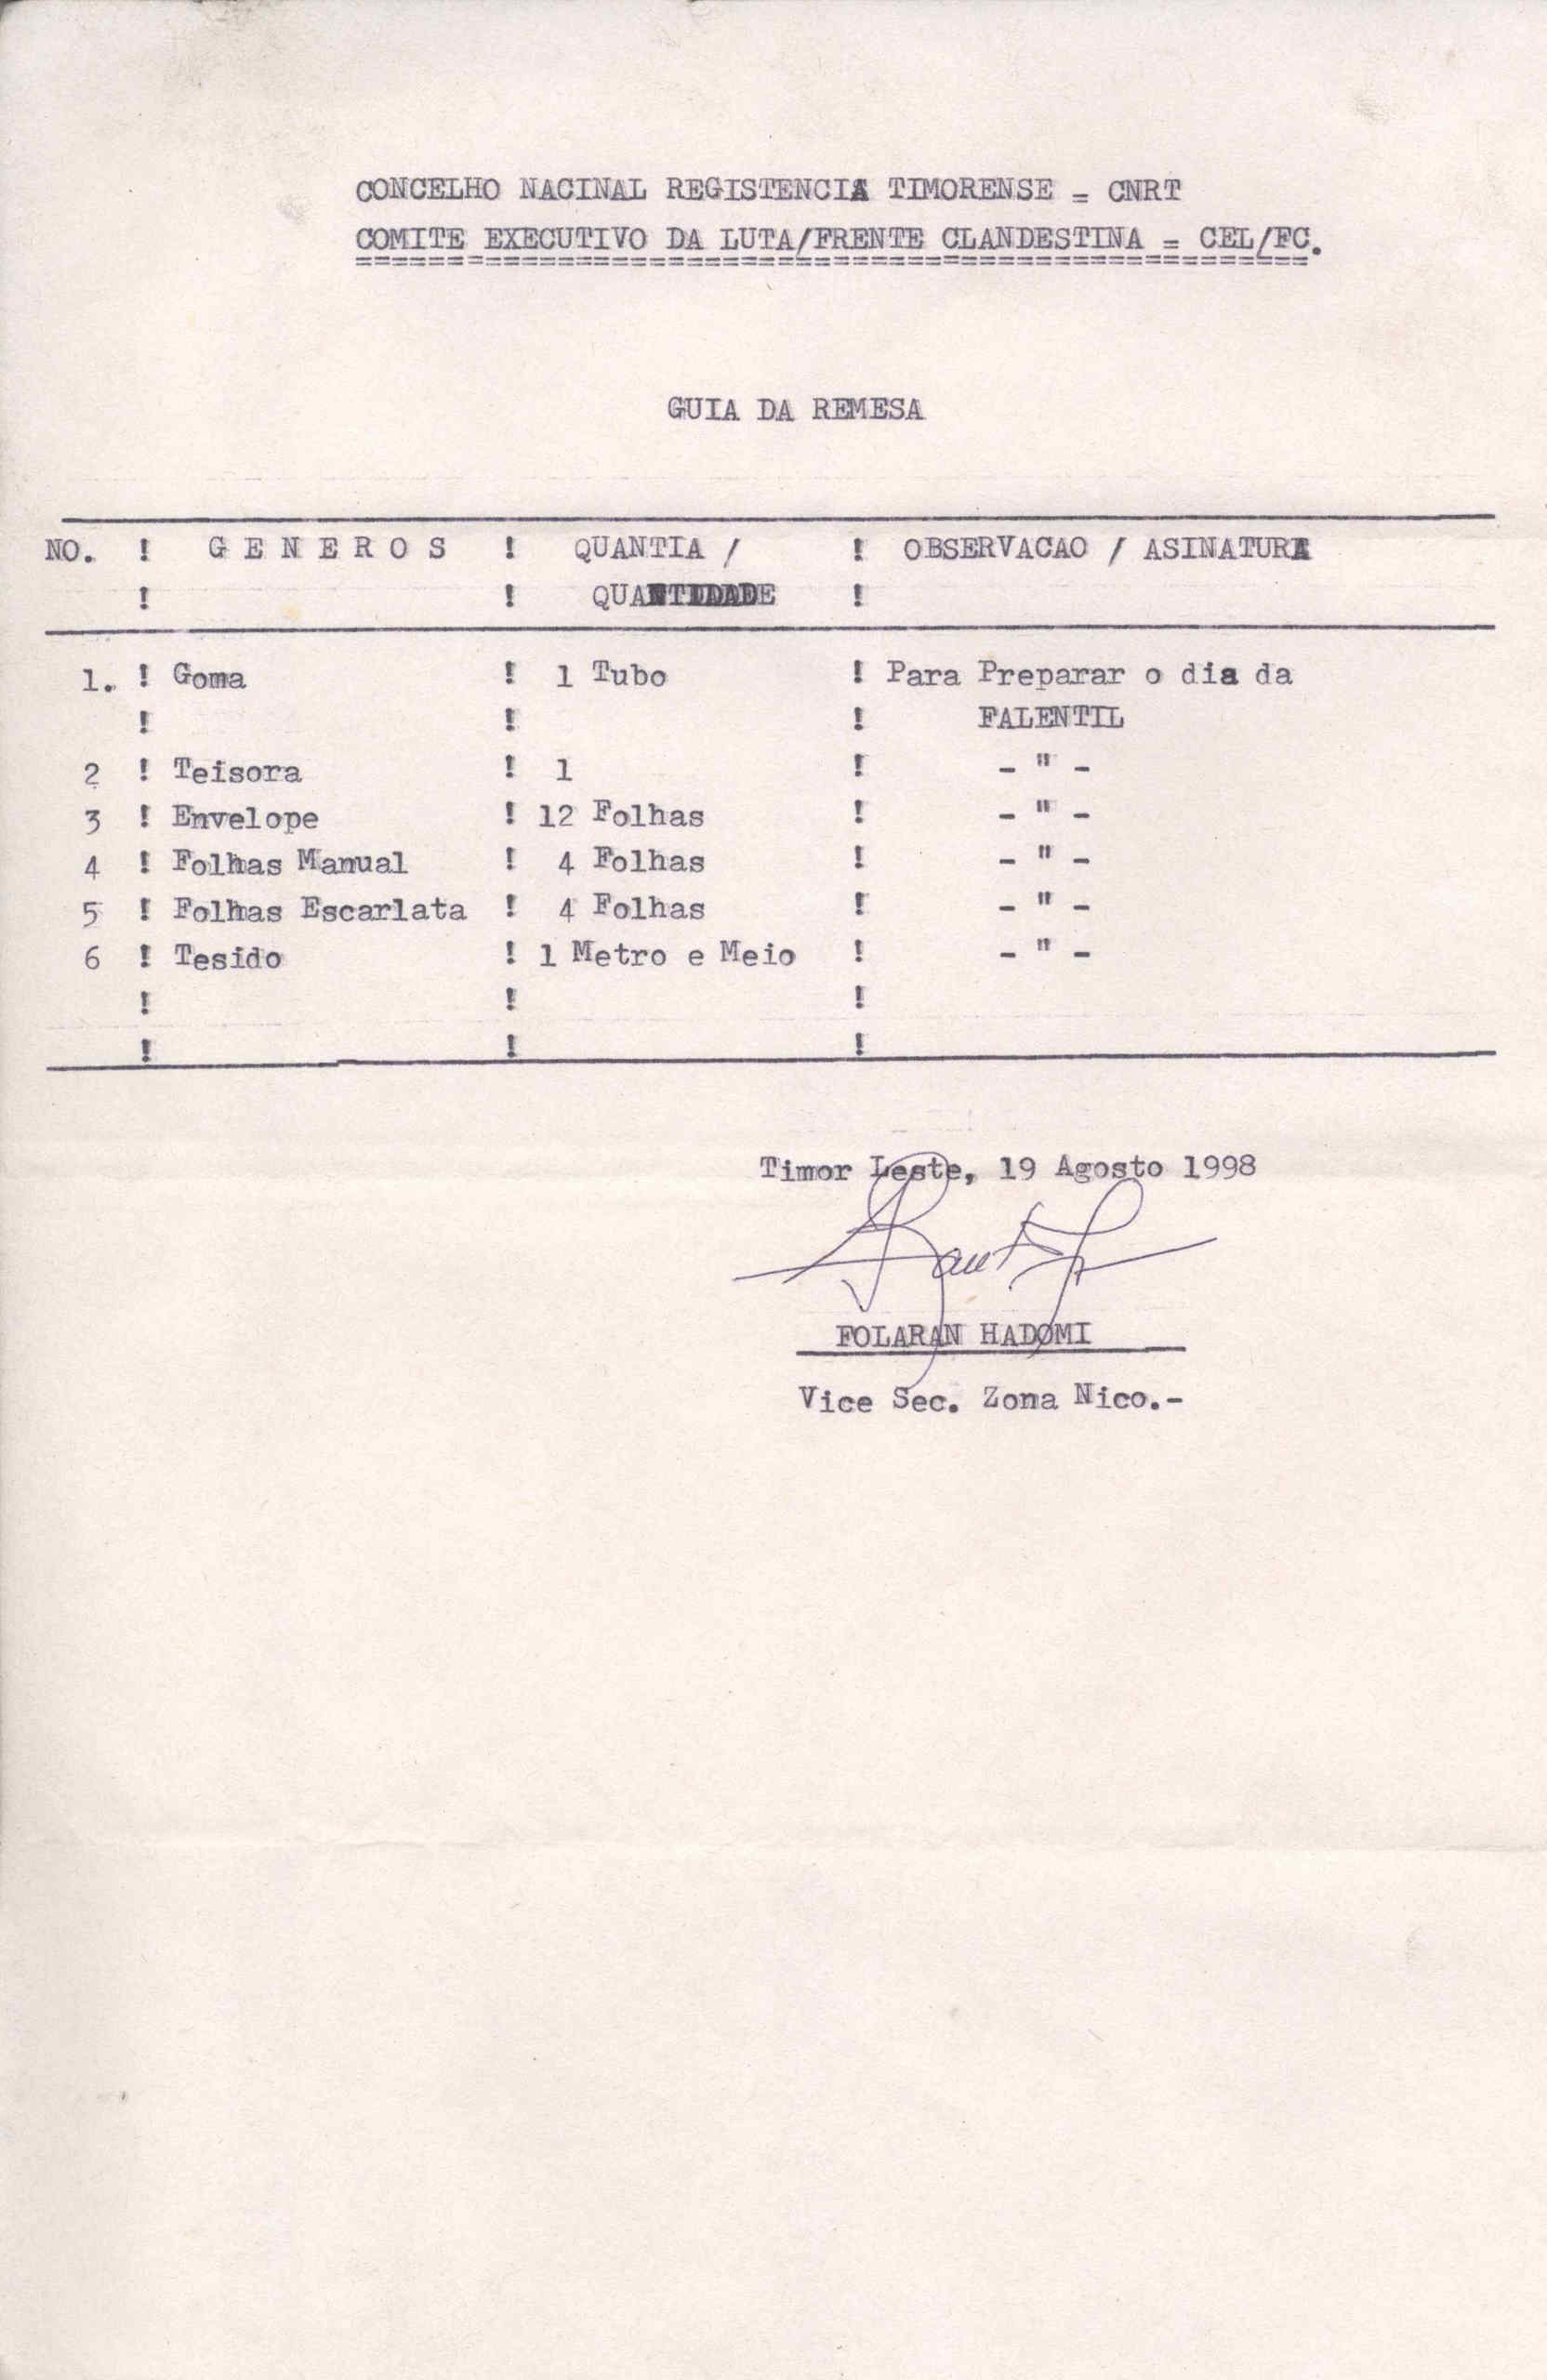 CONCELHO NACINAL REGISTENCIA TIMORENSE = CNRT
COMITE EXECUTIVO DA LUTA/FRENTE CLANDESTINA = CEL/FC.
=====================================================
GUIA DA REMESA
NO. ! G E N E R O S ! QUANTIA / ! OBSERVACAO / ASINATURA
! ! QUANTIDADE !
1. ! Goma ! 1 Tubo ! Para Preparar o dia da
! ! ! FALENTIL
2 ! Teisora ! 1 ! - " -
3 ! Envelope ! 12 Folhas ! - " -
4 ! Folhas Manual ! 4 Folhas ! - " -
5 ! Folhas Escarlata ! 4 Folhas ! - " -
6 ! Tesido ! 1 Metro e Meio ! - " -
! ! !
! ! !
Timor Leste, 19 Agosto 1998
FOLARAN HADOMI
Vice Sec. Zona Nico.-